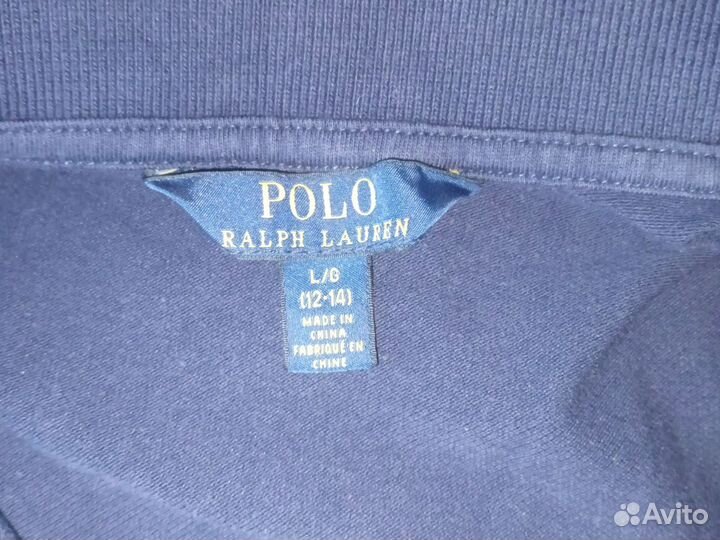 POLO
RALPH LAUREN
L/G
(12-14)
MADE IN
CHINA
FABRIQUÉ EN
CHINE
Avito